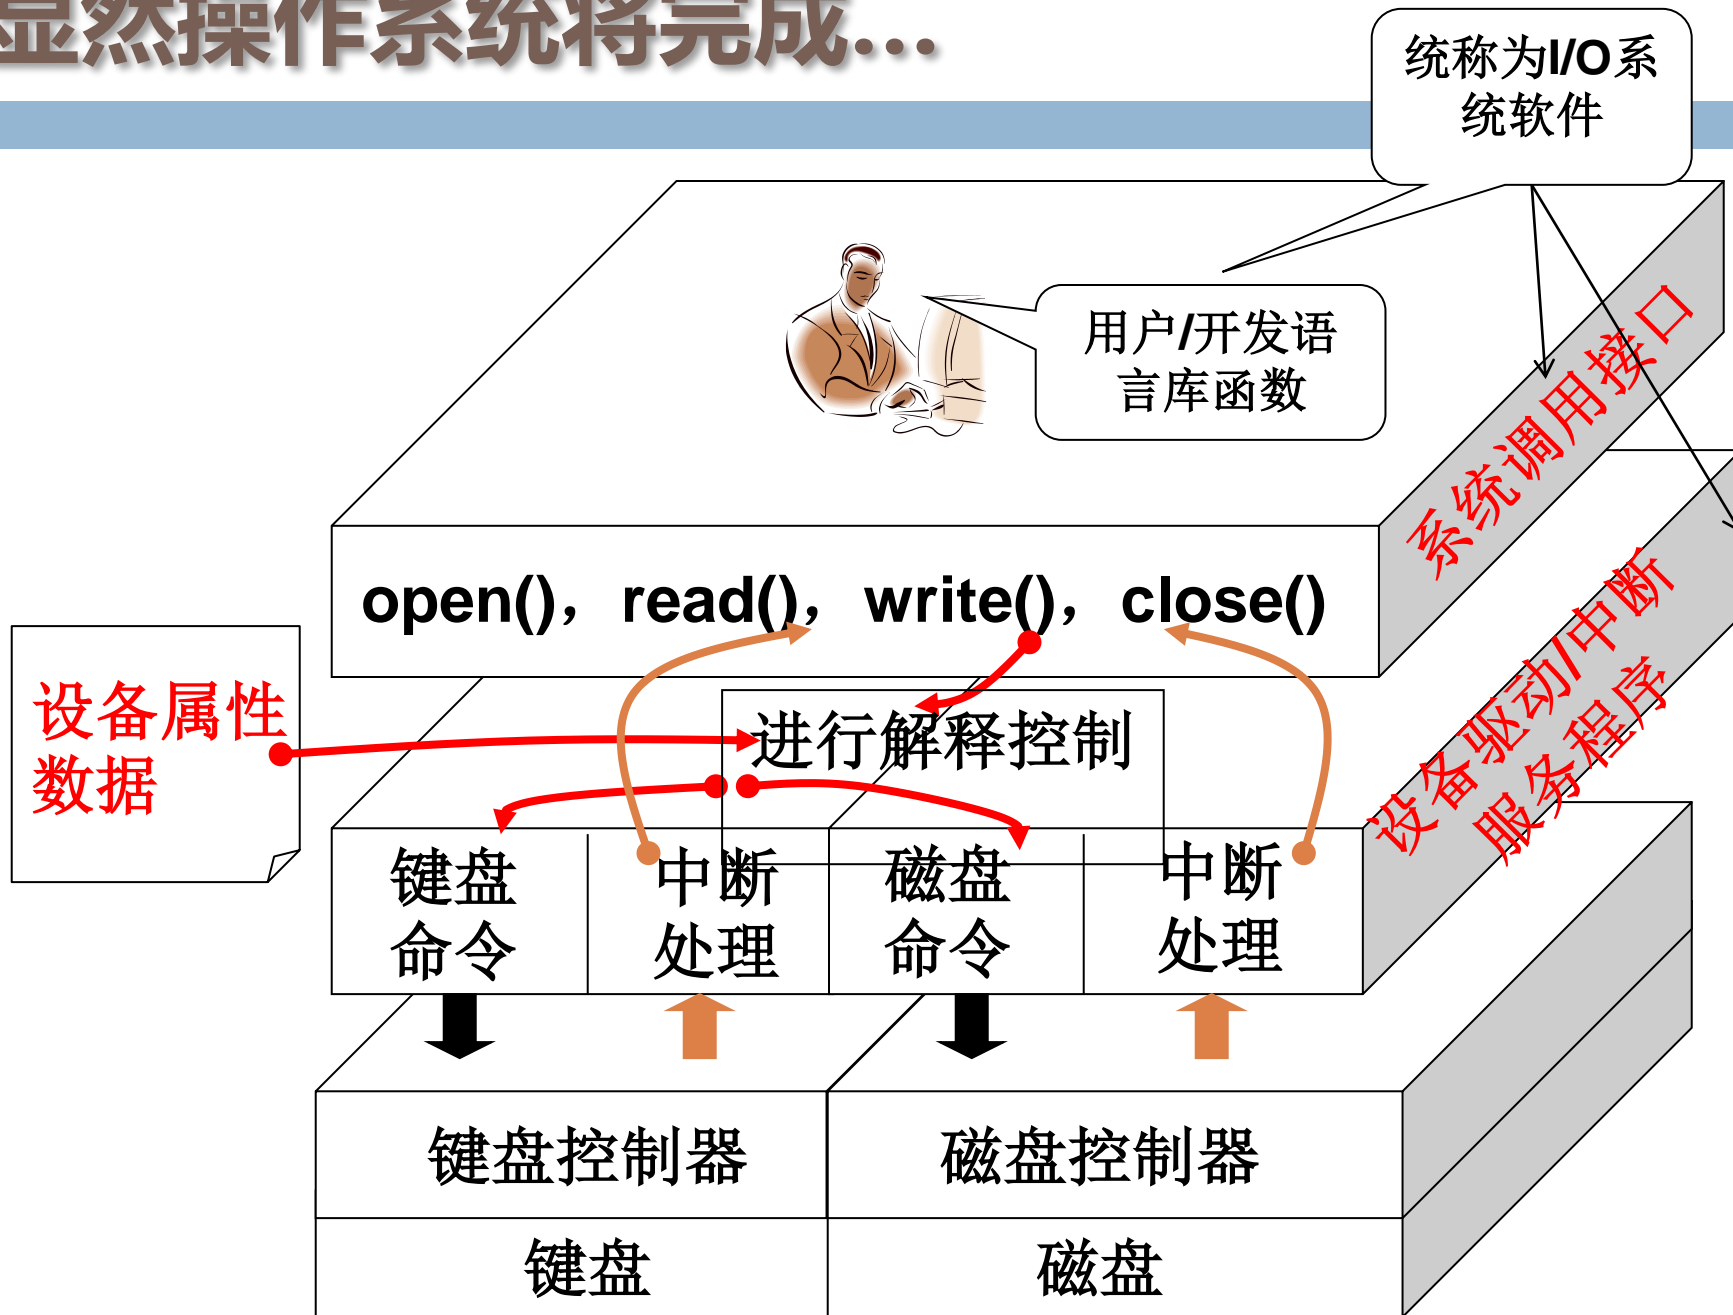 显然操作系统将完成…
统称为I/O系
统软件
用户/开发语
言库函数
系统调用接口
open()，read()，write()，close()
设备属性
数据
进行解释控制
设备驱动/中断
服务程序
键盘
命令
中断
处理
磁盘
命令
中断
处理
键盘控制器
磁盘控制器
键盘
磁盘